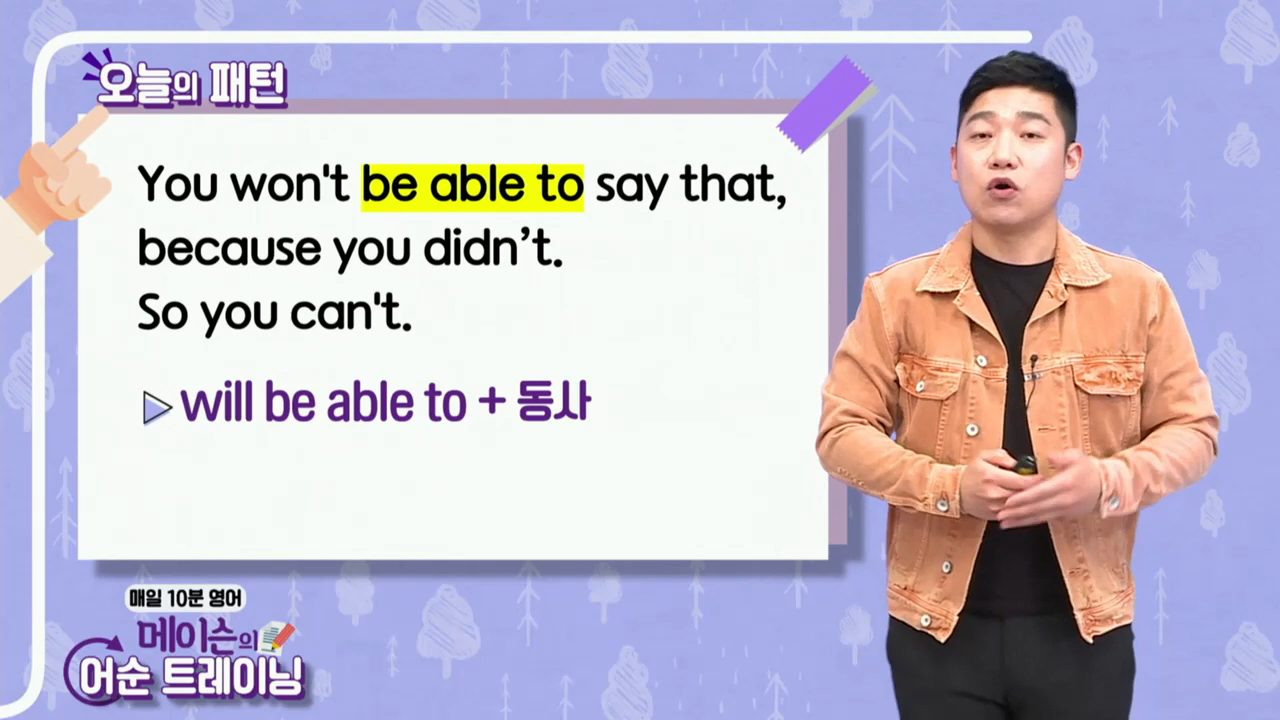 오늘의 패턴
You won't be able to say that,
because you didn’t.
So you can't.
will be able to + 동사
매일 10분 영어
메이슨의
어순 트레이닝